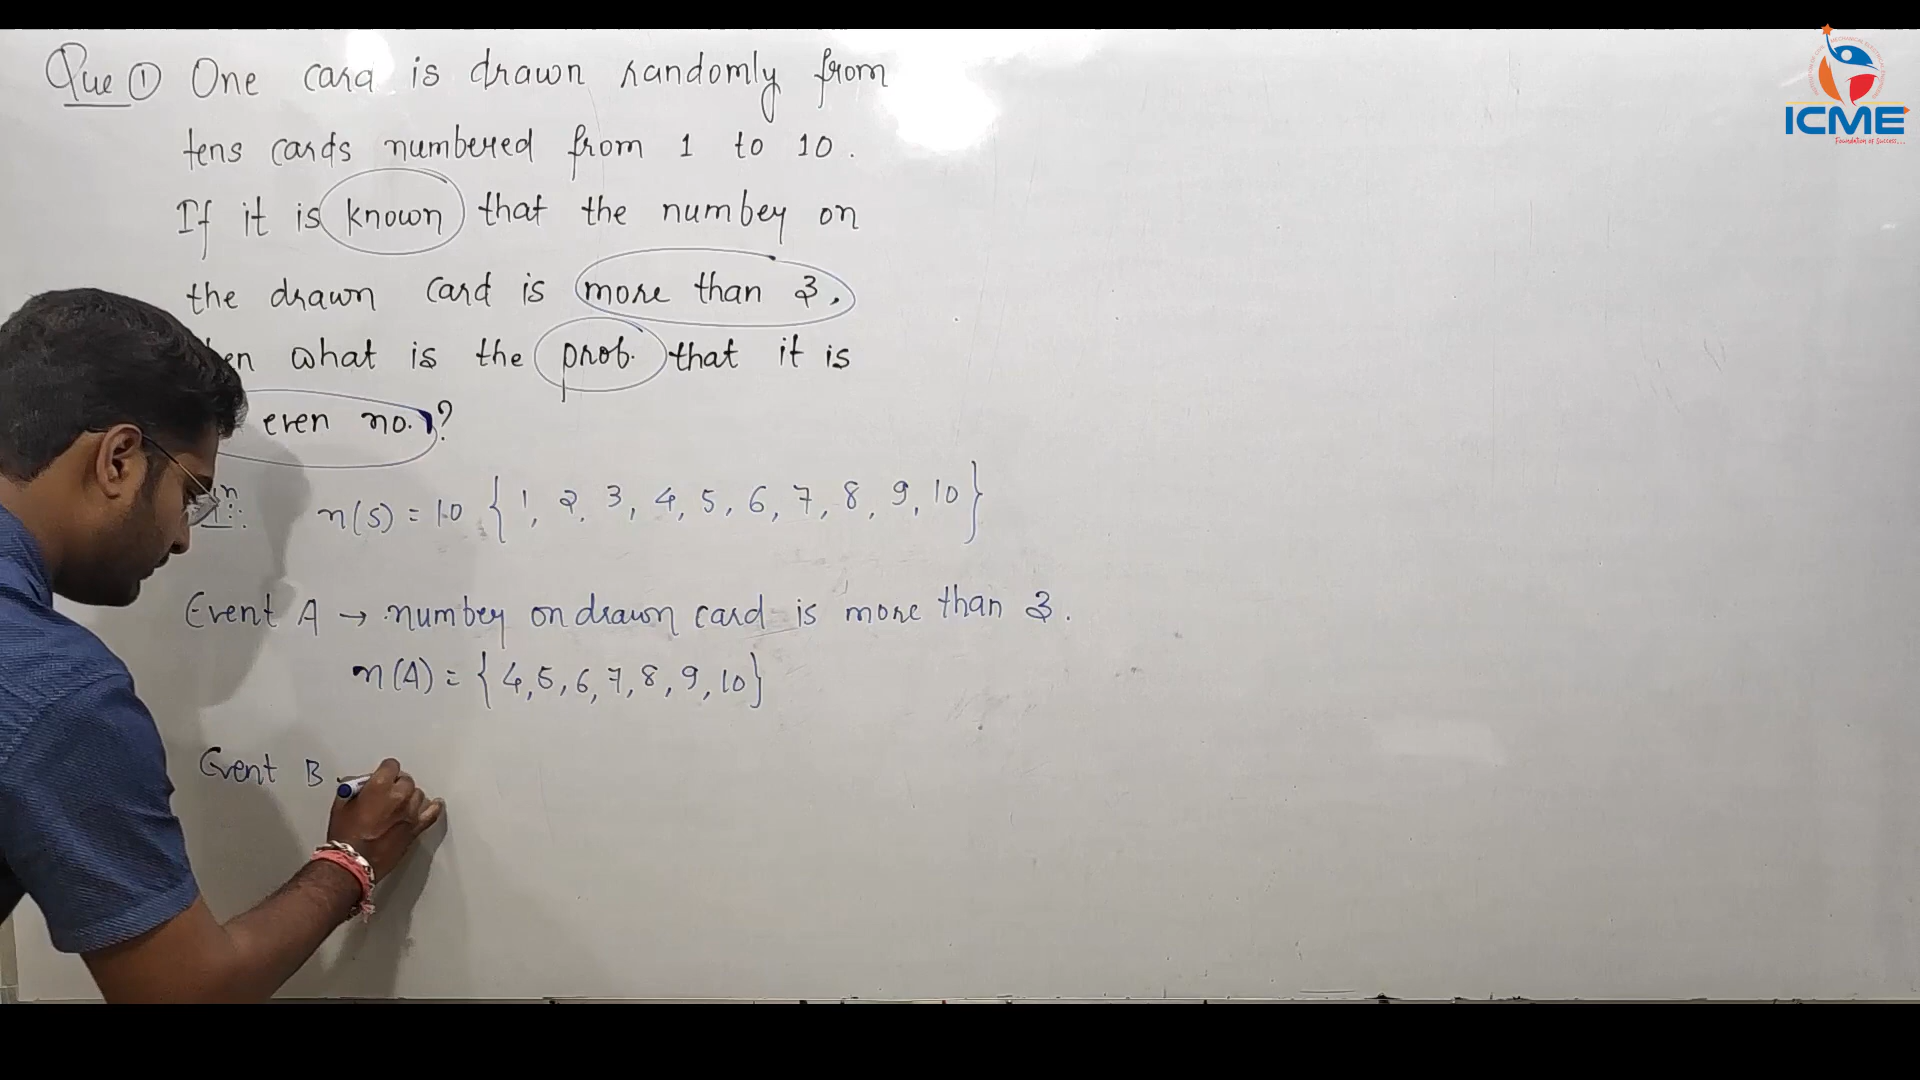 Que ① One card is drawn randomly from
tens cards numbered from 1 to 10.
If it is known that the number on
the drawn card is more than 3,
what is the prob. that it is
even no. ?
n(s) = 10 { 1, 2, 3, 4, 5, 6, 7, 8, 9, 10 }
Event A → number on drawn card is more than 3.
n(A) = { 4, 5, 6, 7, 8, 9, 10 }
Event B
ICME
Foundation of Success...